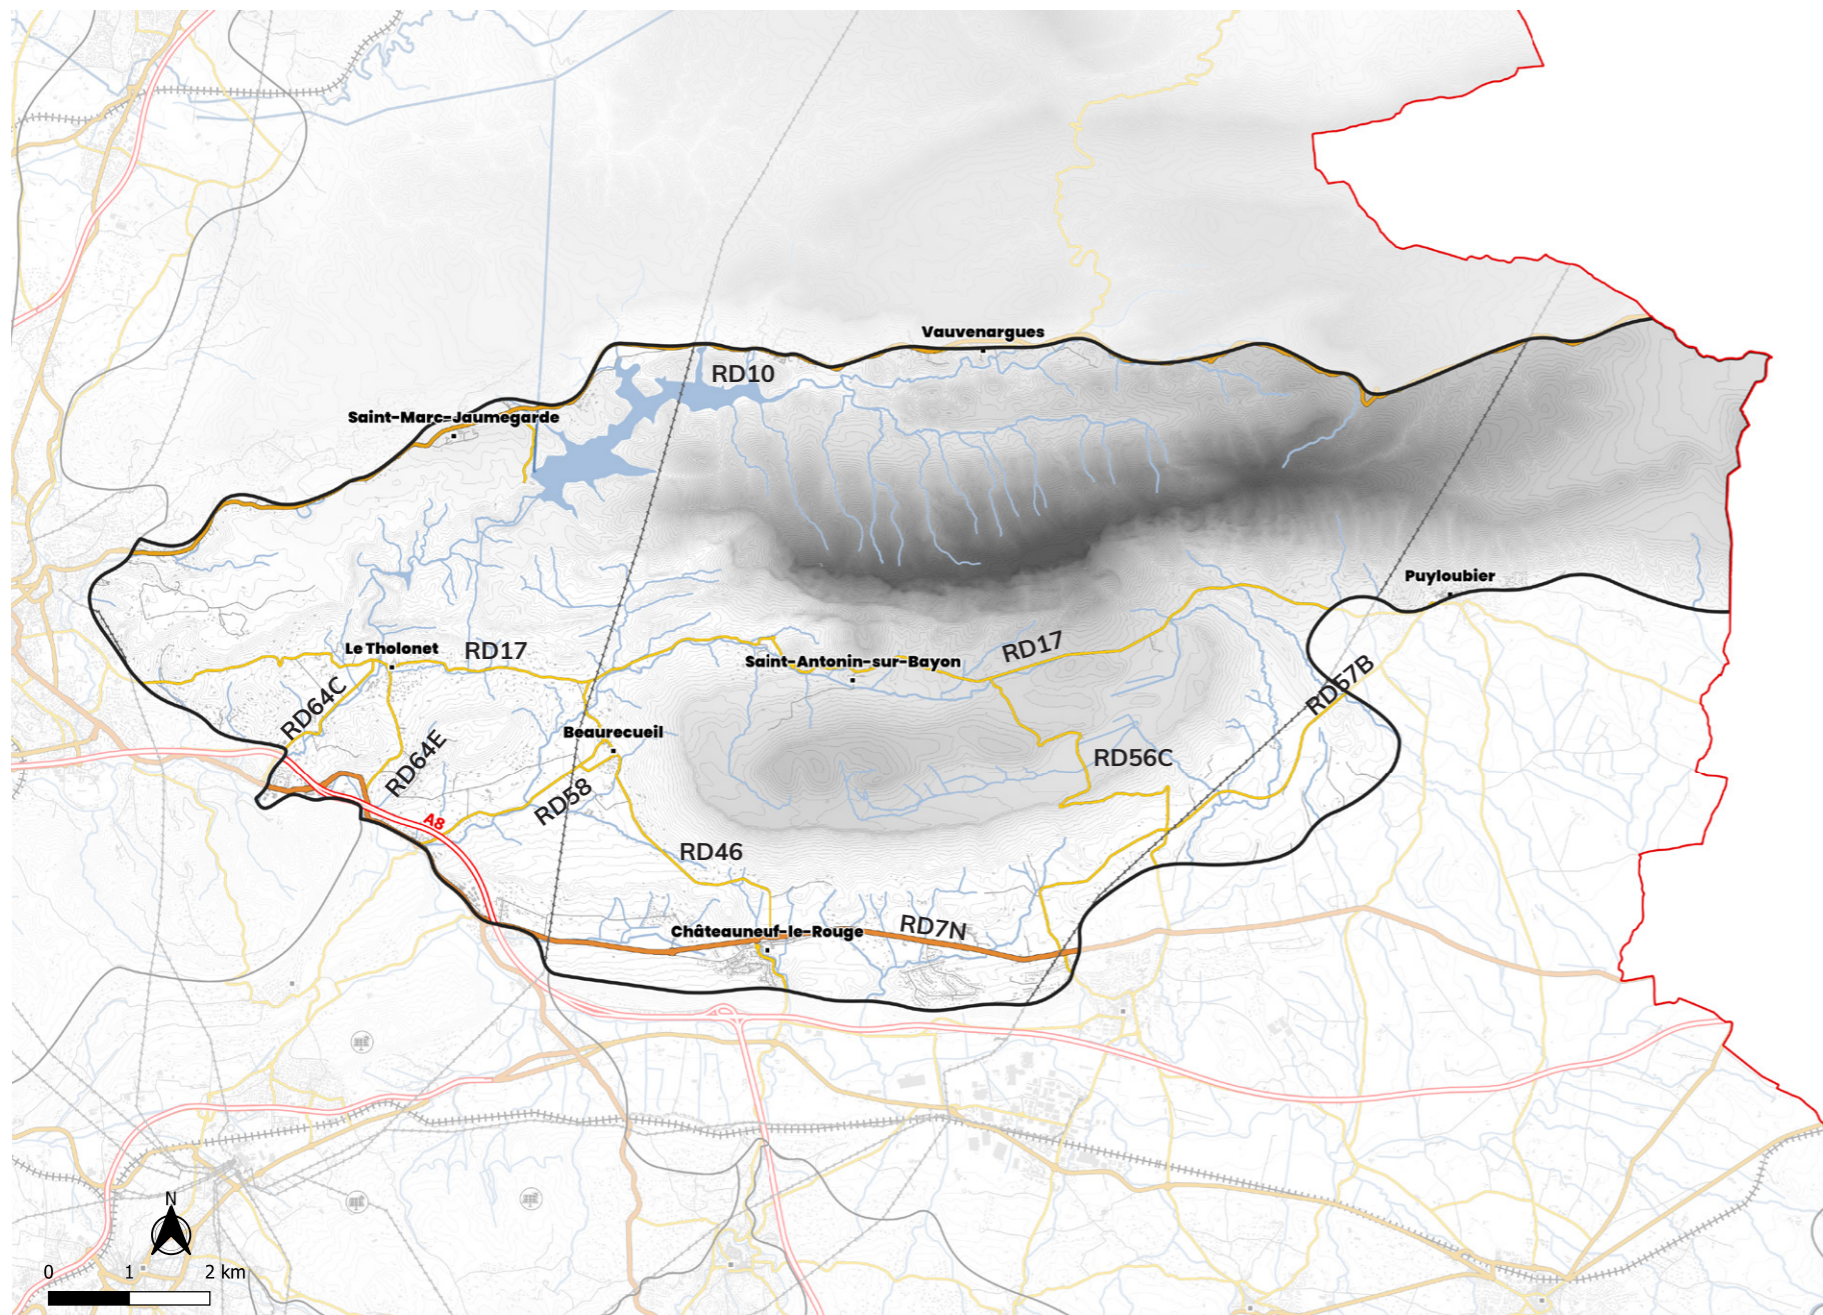 Vauvenargues
RD10
Saint-Marc-Jaumegarde
Puyloubier
Le Tholonet
RD17
Saint-Antonin-sur-Bayon
RD17
RD64C
RD57B
Beaurecueil
RD64E
RD56C
RD58
A8
RD46
Châteauneuf-le-Rouge
RD7N
N
0 1 2 km